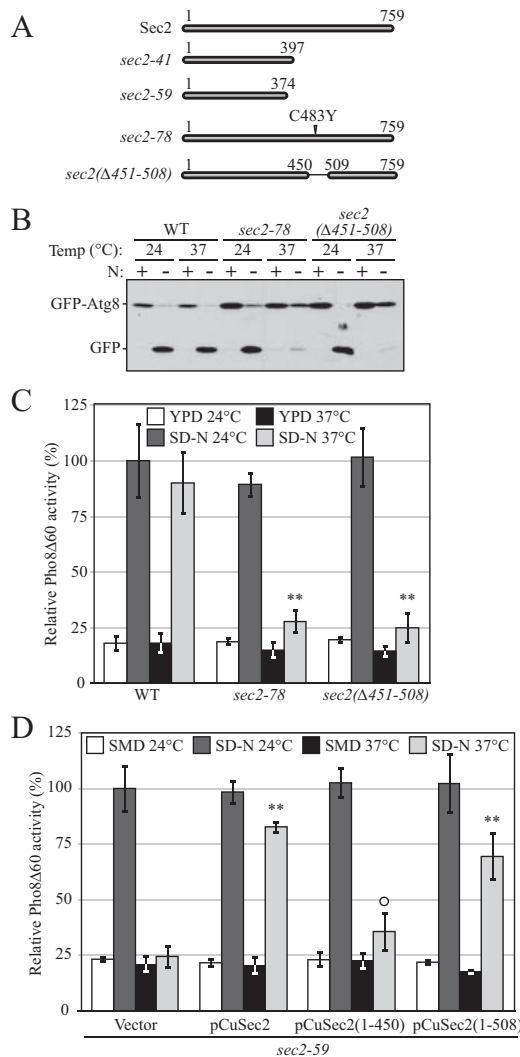 A
Sec2 1 759
sec2-41 1 397
sec2-59 1 374
C483Y
sec2-78 1 759
sec2(Δ451-508) 1 450 509 759
B
WT sec2-78 sec2 (Δ451-508)
Temp (°C): 24 37 24 37 24 37
N: + - + - + - + - + - + -
GFP-Atg8
GFP
C
Relative Pho8Δ60 activity (%)
125
100
75
50
25
0
YPD 24°C YPD 37°C
SD-N 24°C SD-N 37°C
** **
WT sec2-78 sec2(Δ451-508)
D
Relative Pho8Δ60 activity (%)
125
100
75
50
25
0
SMD 24°C SD-N 24°C SMD 37°C SD-N 37°C
** **
Vector pCuSec2 pCuSec2(1-450) pCuSec2(1-508)
sec2-59